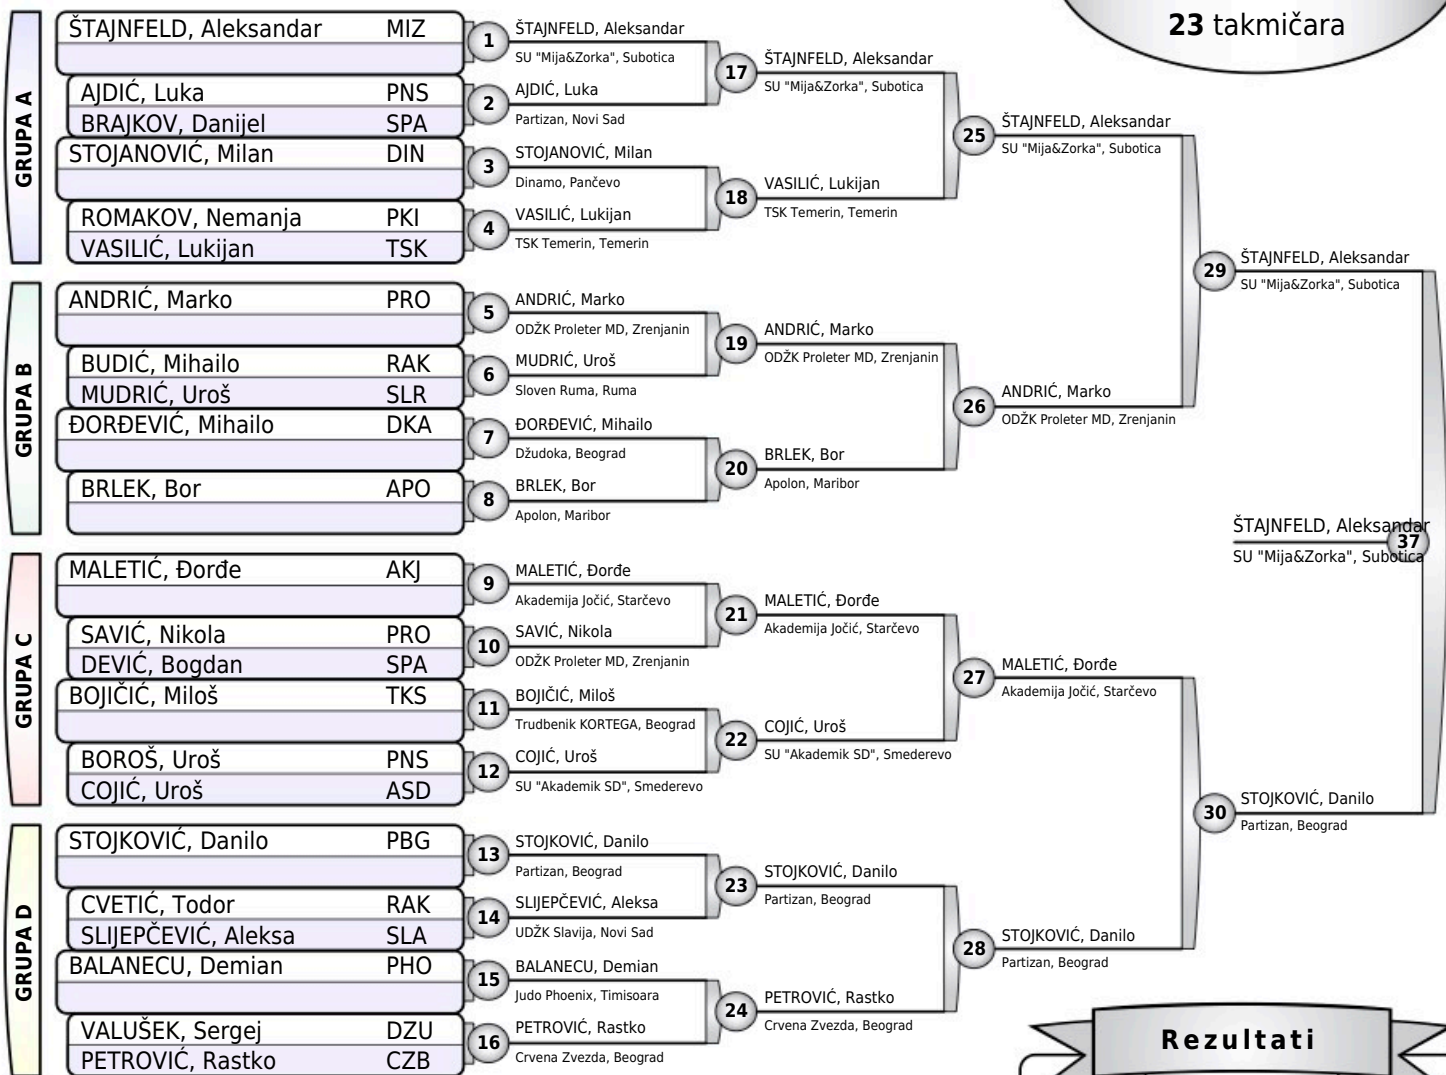 23 takmičara
GRUPA A
ŠTAJNFELD, Aleksandar MIZ
AJDIĆ, Luka PNS
BRAJKOV, Danijel SPA
STOJANOVIĆ, Milan DIN
ROMAKOV, Nemanja PKI
VASILIĆ, Lukijan TSK
GRUPA B
ANDRIĆ, Marko PRO
BUDIĆ, Mihailo RAK
MUDRIĆ, Uroš SLR
ĐORĐEVIĆ, Mihailo DKA
BRLEK, Bor APO
GRUPA C
MALETIĆ, Đorđe AKJ
SAVIĆ, Nikola PRO
DEVIĆ, Bogdan SPA
BOJIČIĆ, Miloš TKS
BOROŠ, Uroš PNS
COJIĆ, Uroš ASD
GRUPA D
STOJKOVIĆ, Danilo PBG
CVETIĆ, Todor RAK
SLIJEPČEVIĆ, Aleksa SLA
BALANECU, Demian PHO
VALUŠEK, Sergej DZU
PETROVIĆ, Rastko CZB
1 ŠTAJNFELD, Aleksandar
SU "Mija&Zorka", Subotica
2 AJDIĆ, Luka
Partizan, Novi Sad
3 STOJANOVIĆ, Milan
Dinamo, Pančevo
4 VASILIĆ, Lukijan
TSK Temerin, Temerin
5 ANDRIĆ, Marko
ODŽK Proleter MD, Zrenjanin
6 MUDRIĆ, Uroš
Sloven Ruma, Ruma
7 ĐORĐEVIĆ, Mihailo
Džudoka, Beograd
8 BRLEK, Bor
Apolon, Maribor
9 MALETIĆ, Đorđe
Akademija Jočić, Starčevo
10 SAVIĆ, Nikola
ODŽK Proleter MD, Zrenjanin
11 BOJIČIĆ, Miloš
Trudbenik KORTEGA, Beograd
12 COJIĆ, Uroš
SU "Akademik SD", Smederevo
13 STOJKOVIĆ, Danilo
Partizan, Beograd
14 SLIJEPČEVIĆ, Aleksa
UDŽK Slavija, Novi Sad
15 BALANECU, Demian
Judo Phoenix, Timisoara
16 PETROVIĆ, Rastko
Crvena Zvezda, Beograd
17 ŠTAJNFELD, Aleksandar
SU "Mija&Zorka", Subotica
18 VASILIĆ, Lukijan
TSK Temerin, Temerin
19 ANDRIĆ, Marko
ODŽK Proleter MD, Zrenjanin
20 BRLEK, Bor
Apolon, Maribor
21 MALETIĆ, Đorđe
Akademija Jočić, Starčevo
22 COJIĆ, Uroš
SU "Akademik SD", Smederevo
23 STOJKOVIĆ, Danilo
Partizan, Beograd
24 PETROVIĆ, Rastko
Crvena Zvezda, Beograd
25 ŠTAJNFELD, Aleksandar
SU "Mija&Zorka", Subotica
26 ANDRIĆ, Marko
ODŽK Proleter MD, Zrenjanin
27 MALETIĆ, Đorđe
Akademija Jočić, Starčevo
28 STOJKOVIĆ, Danilo
Partizan, Beograd
29 ŠTAJNFELD, Aleksandar
SU "Mija&Zorka", Subotica
30 STOJKOVIĆ, Danilo
Partizan, Beograd
ŠTAJNFELD, Aleksandar
37
SU "Mija&Zorka", Subotica
Rezultati